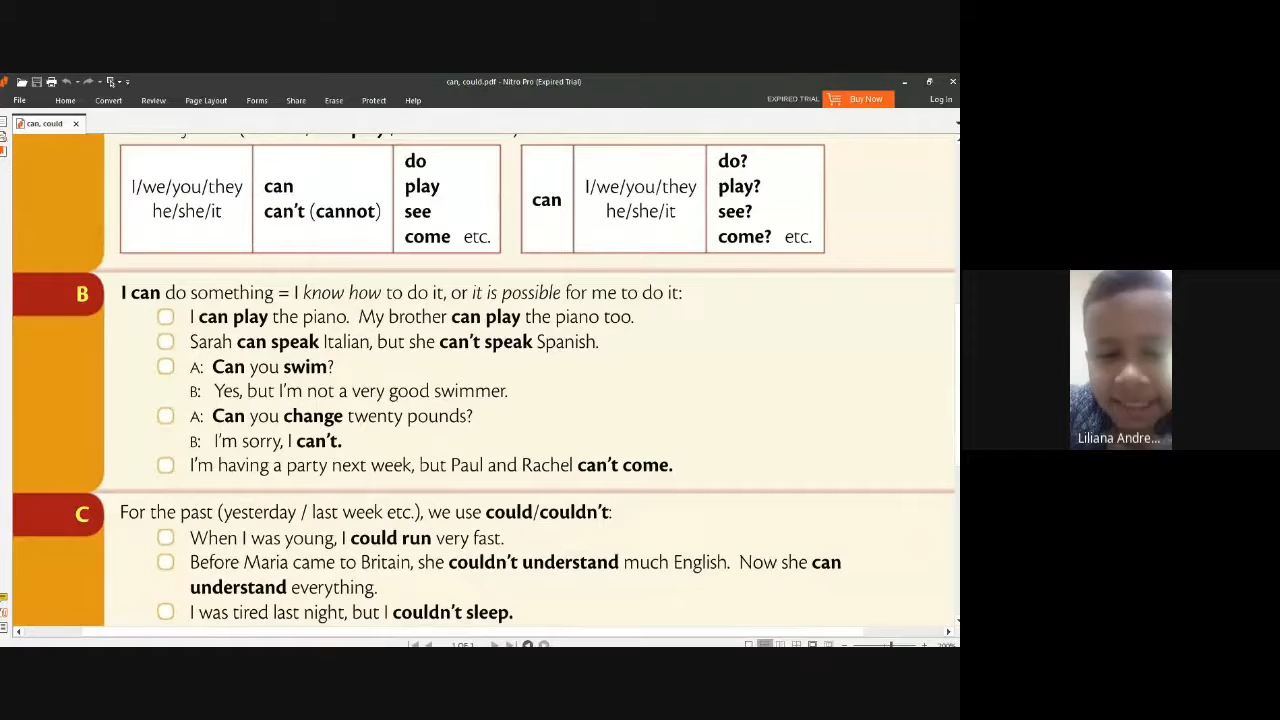 can, could.pdf - Nitro Pro (Expired Trial)
File Home Convert Review Page Layout Forms Share Erase Protect Help EXPIRED TRIAL Buy Now Log In
can, could
I/we/you/they
he/she/it
can
can't (cannot)
do
play
see
come etc.
can
I/we/you/they
he/she/it
do?
play?
see?
come? etc.
B
I can do something = I know how to do it, or it is possible for me to do it:
I can play the piano. My brother can play the piano too.
Sarah can speak Italian, but she can't speak Spanish.
A: Can you swim?
B: Yes, but I'm not a very good swimmer.
A: Can you change twenty pounds?
B: I'm sorry, I can't.
I'm having a party next week, but Paul and Rachel can't come.
C
For the past (yesterday / last week etc.), we use could/couldn't:
When I was young, I could run very fast.
Before Maria came to Britain, she couldn't understand much English. Now she can
understand everything.
I was tired last night, but I couldn't sleep.
Liliana Andre...